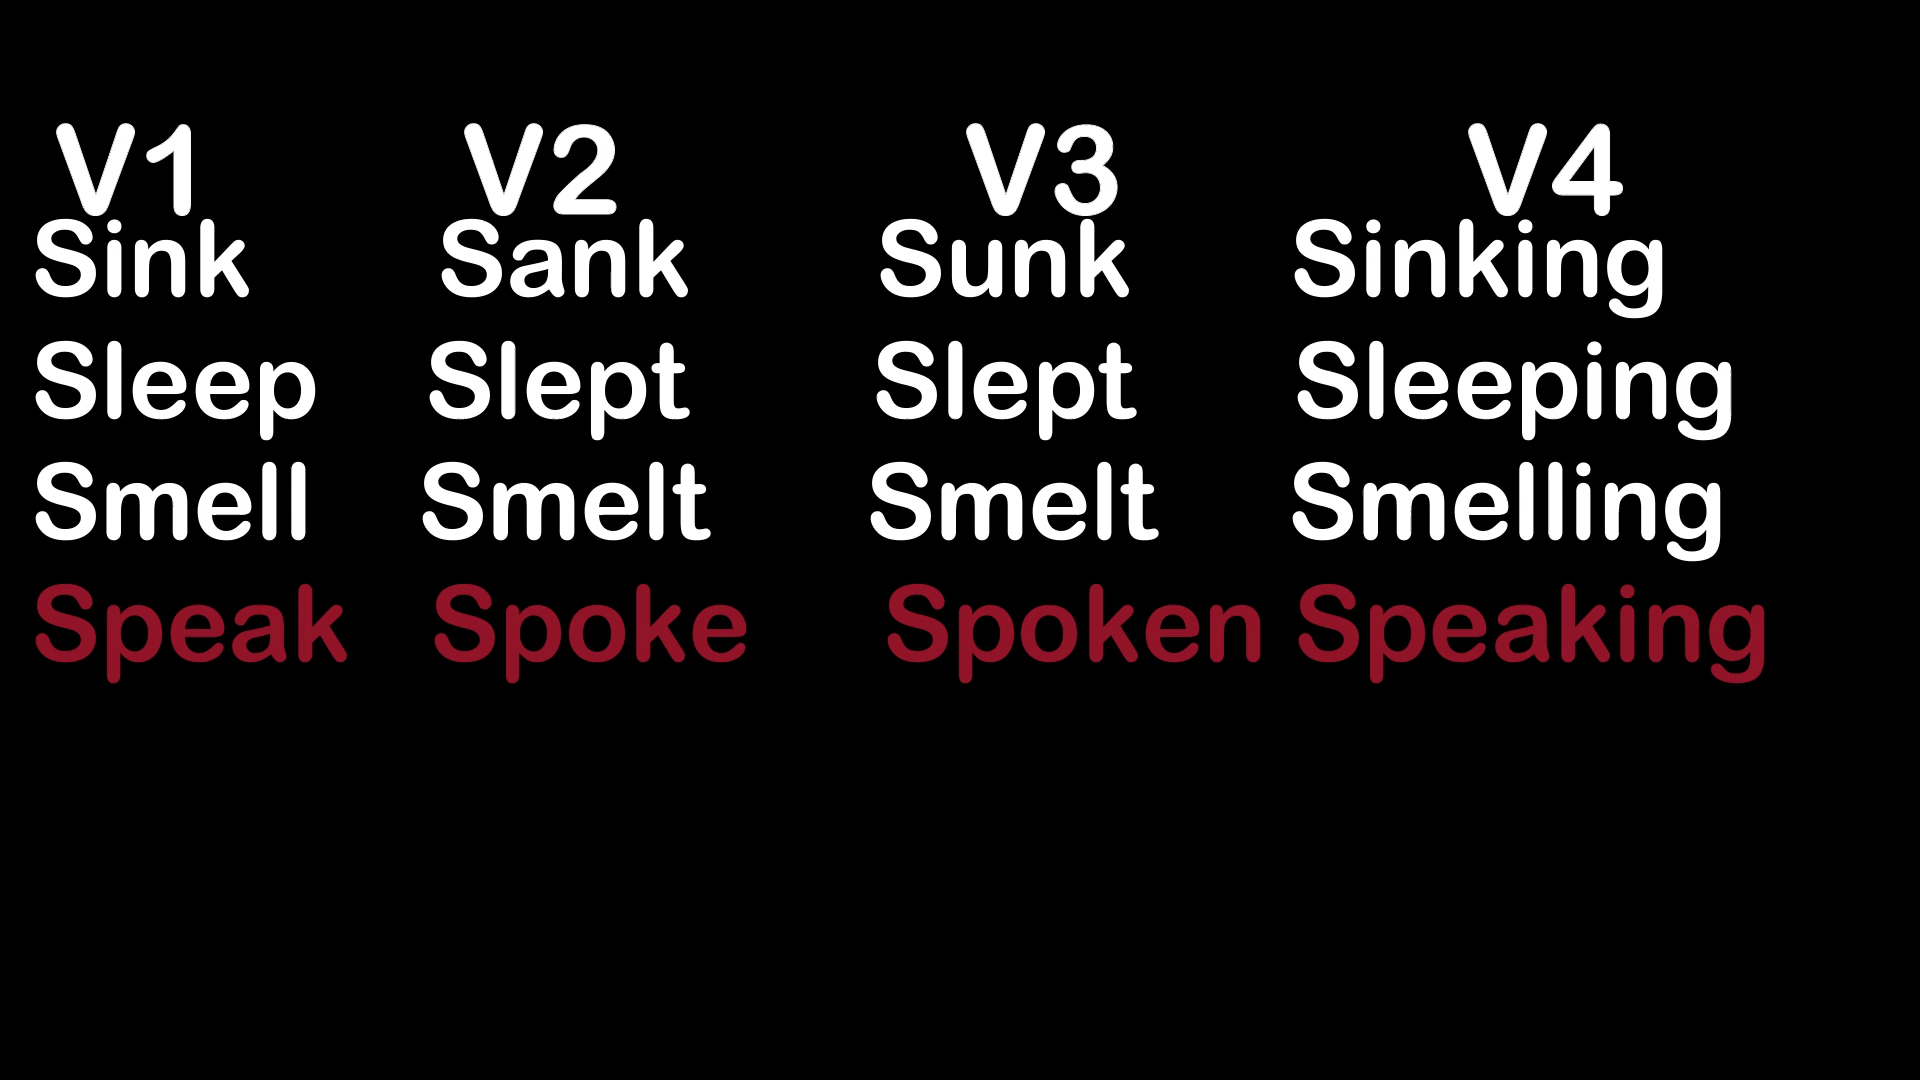 V1 V2 V3 V4
Sink Sank Sunk Sinking
Sleep Slept Slept Sleeping
Smell Smelt Smelt Smelling
Speak Spoke Spoken Speaking